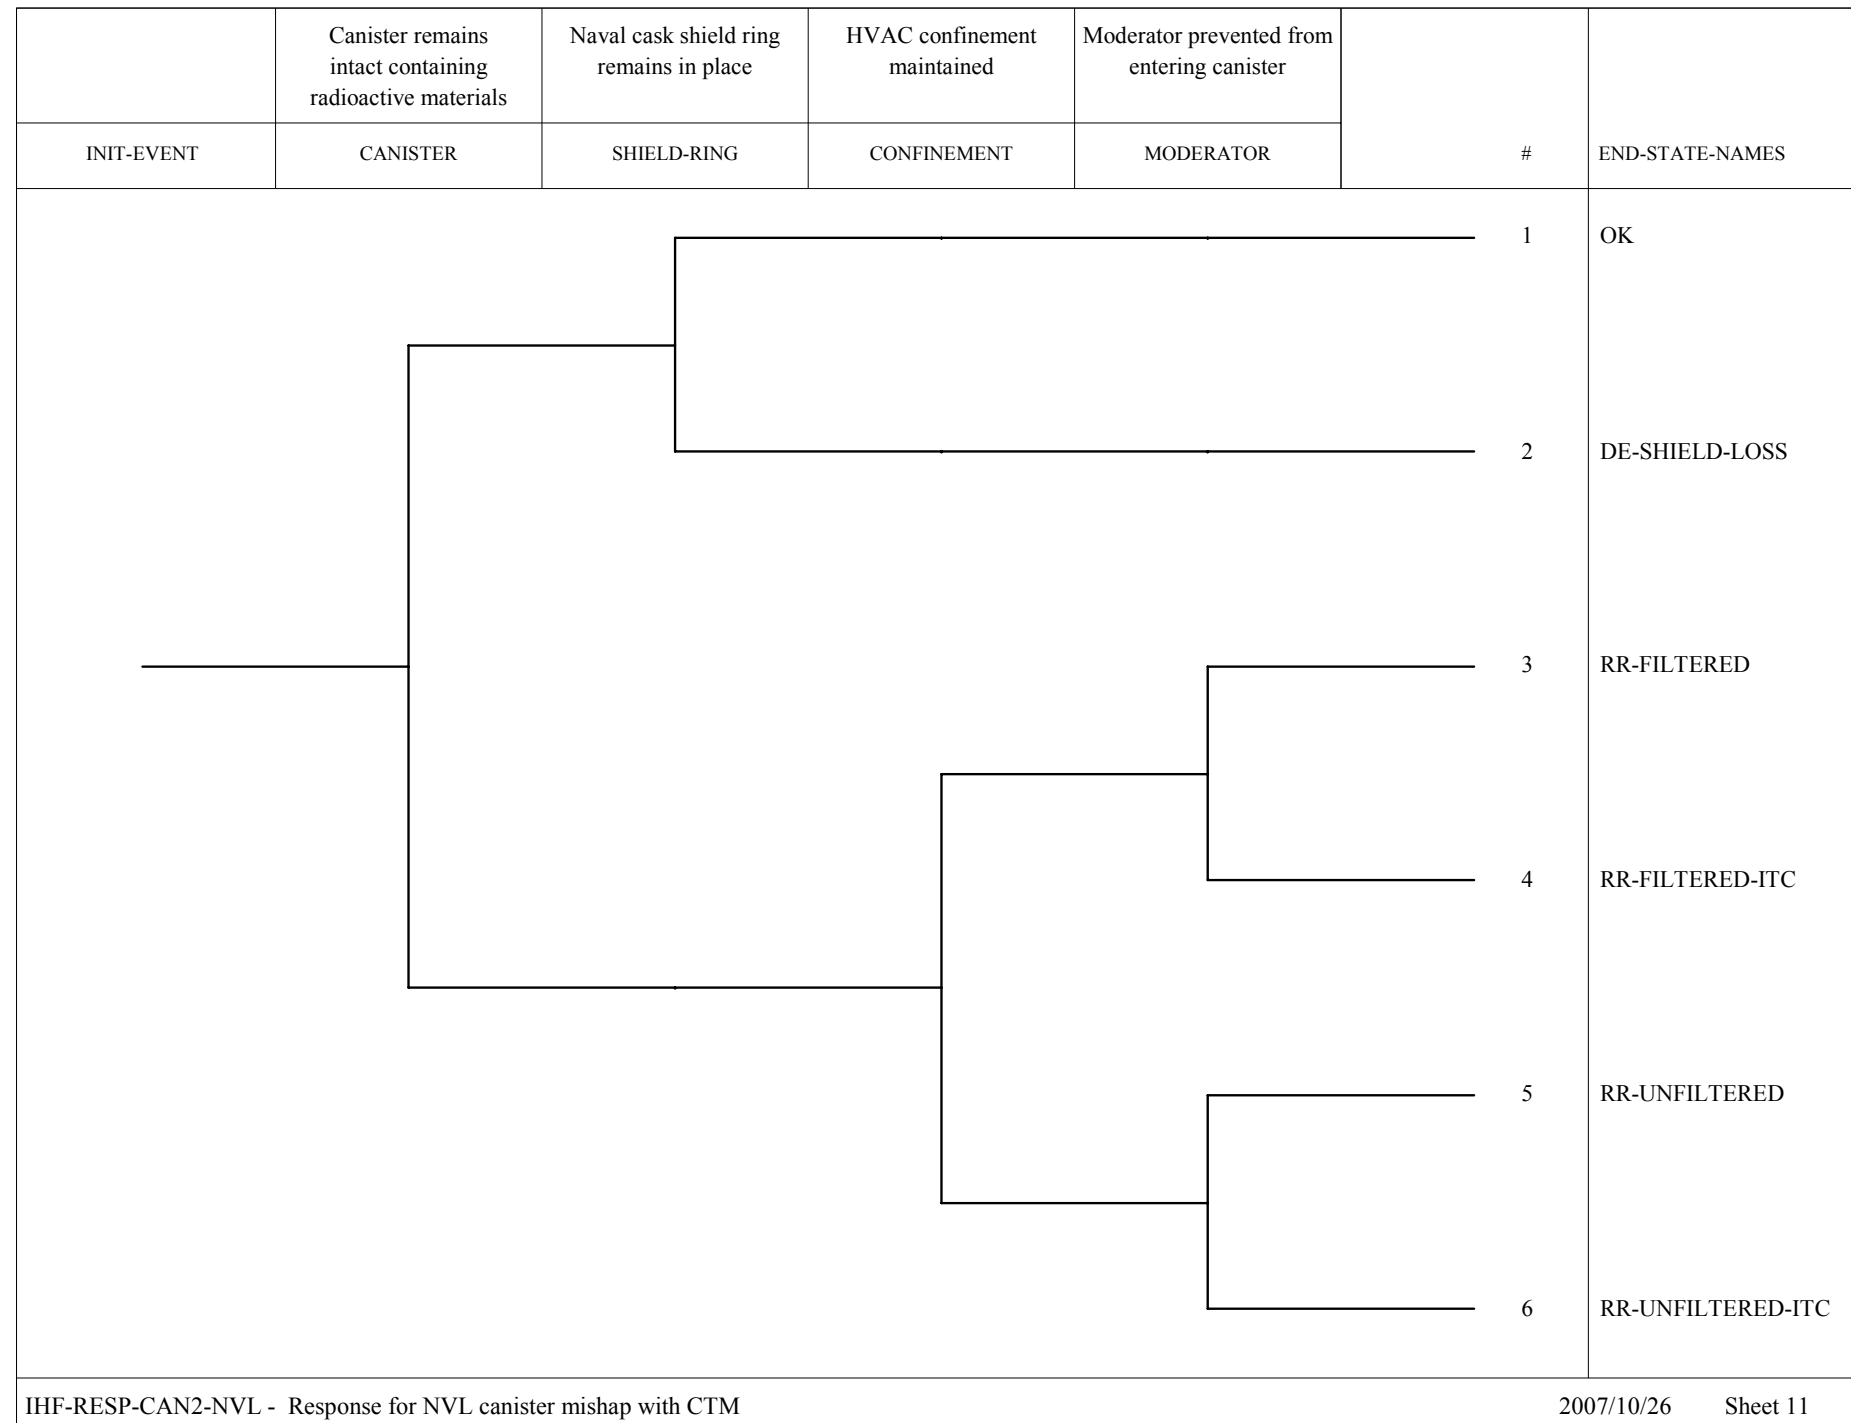 Canister remains
intact containing
radioactive materials
Naval cask shield ring
remains in place
HVAC confinement
maintained
Moderator prevented from
entering canister
INIT-EVENT
CANISTER
SHIELD-RING
CONFINEMENT
MODERATOR
#
END-STATE-NAMES
1 OK
2 DE-SHIELD-LOSS
3 RR-FILTERED
4 RR-FILTERED-ITC
5 RR-UNFILTERED
6 RR-UNFILTERED-ITC
IHF-RESP-CAN2-NVL - Response for NVL canister mishap with CTM
2007/10/26 Sheet 11